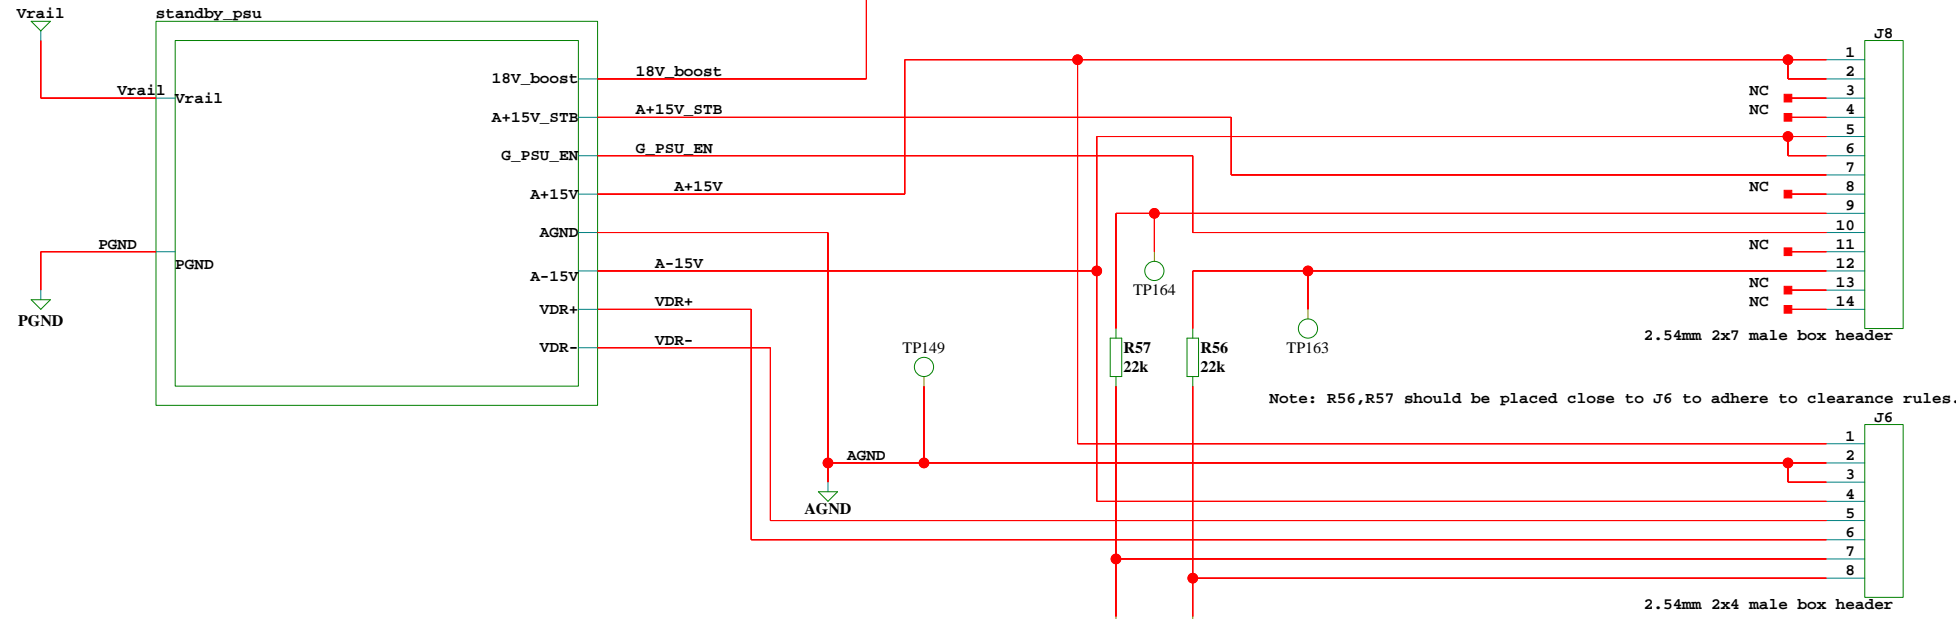 Vrail
standby_psu
J8
18V_boost
18V_boost
1
2
Vrail
Vrail
NC
3
A+15V_STB
A+15V_STB
NC
4
5
G_PSU_EN
G_PSU_EN
6
7
A+15V
A+15V
NC
8
9
AGND
10
PGND
PGND
NC
11
A-15V
A-15V
12
TP164
NC
13
VDR+
VDR+
NC
14
PGND
2.54mm 2x7 male box header
VDR-
VDR-
TP149
R57
22k
R56
22k
TP163
Note: R56,R57 should be placed close to J6 to adhere to clearance rules.
J6
1
AGND
2
3
4
AGND
5
6
7
8
2.54mm 2x4 male box header